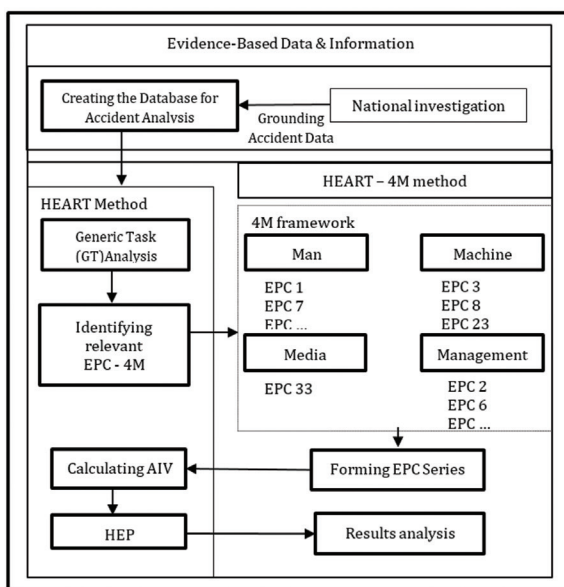 Evidence-Based Data & Information
Creating the Database for
Accident Analysis
National investigation
Grounding
Accident Data
HEART – 4M method
HEART Method
Generic Task
(GT)Analysis
Identifying
relevant
EPC - 4M
4M framework
Man
EPC 1
EPC 7
EPC ...
Machine
EPC 3
EPC 8
EPC 23
Media
EPC 33
Management
EPC 2
EPC 6
EPC ...
Forming EPC Series
Calculating AIV
HEP
Results analysis